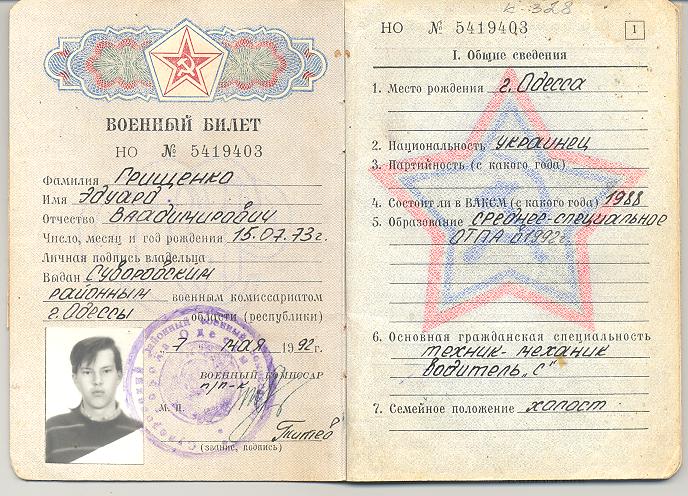 ВОЕННЫЙ БИЛЕТ
НО № 5419403
Фамилия Грищенко
Имя Эдуард
Отчество Владимирович
Число, месяц и год рождения 15.07.73г.
Личная подпись владельца
Выдан Суворовским
районным военным комиссариатом
г. Одессы области (республики)
7 мая 1992г.
ВОЕННЫЙ КОМИССАР
п/п-к
М. П.
(звание, подпись)
к-328
НО № 5419403 1
I. Общие сведения
1. Место рождения г. Одесса
2. Национальность украинец
3. Партийность (с какого года)
4. Состоит ли в ВЛКСМ (с какого года) 1988
5. Образование среднее-специальное
ОТПА в 1992г.
6. Основная гражданская специальность
техник-механик
водитель „С"
7. Семейное положение холост